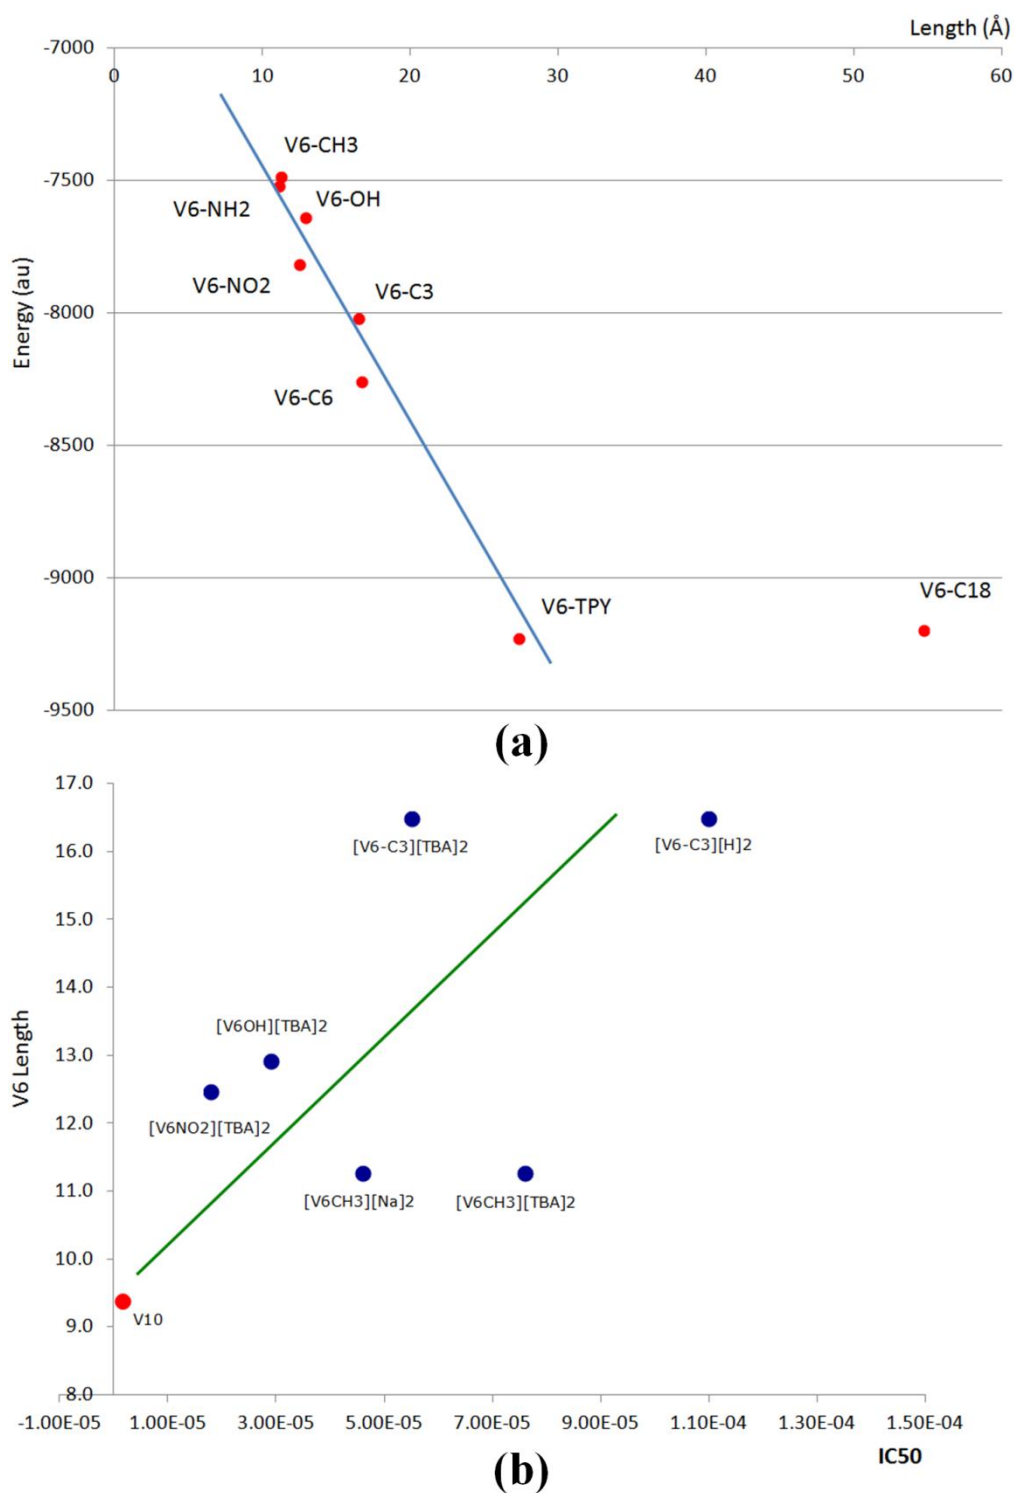 Length (Å)
-7000
0 10 20 30 40 50 60
V6-CH3
-7500
V6-NH2 V6-OH
V6-NO2 V6-C3
-8000
Energy (au)
V6-C6
-8500
-9000
V6-TPY V6-C18
-9500
(a)
17.0
[V6-C3][TBA]2 [V6-C3][H]2
16.0
15.0
14.0
[V6OH][TBA]2
13.0
V6 Length
[V6NO2][TBA]2
12.0
[V6CH3][Na]2 [V6CH3][TBA]2
11.0
10.0
V10
9.0
8.0
-1.00E-05 1.00E-05 3.00E-05 5.00E-05 7.00E-05 9.00E-05 1.10E-04 1.30E-04 1.50E-04
IC50
(b)